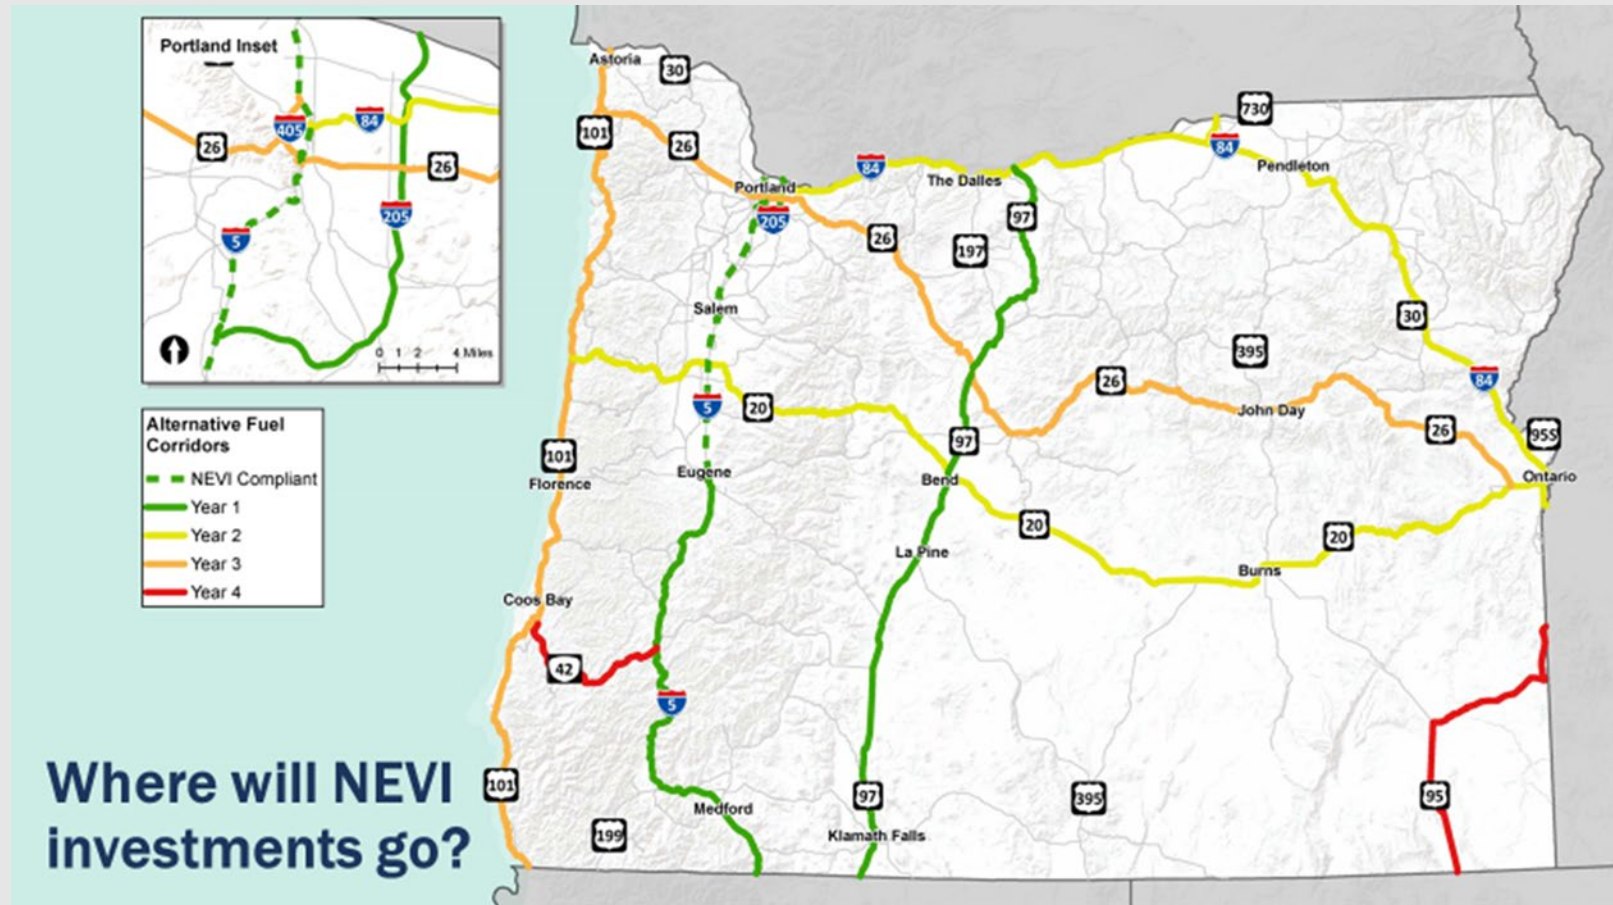 Portland Inset
405
84
26
26
205
5
0 1 2 4 Miles
Alternative Fuel
Corridors
NEVI Compliant
Year 1
Year 2
Year 3
Year 4
Where will NEVI
investments go?
Astoria
30
101
26
Portland
205
84
The Dalles
84
730
Pendleton
97
197
26
Salem
30
395
84
26
John Day
26
955
5
20
97
101
Florence
Eugene
Bend
Ontario
20
20
La Pine
Burns
Coos Bay
42
5
101
97
395
95
Medford
199
Klamath Falls